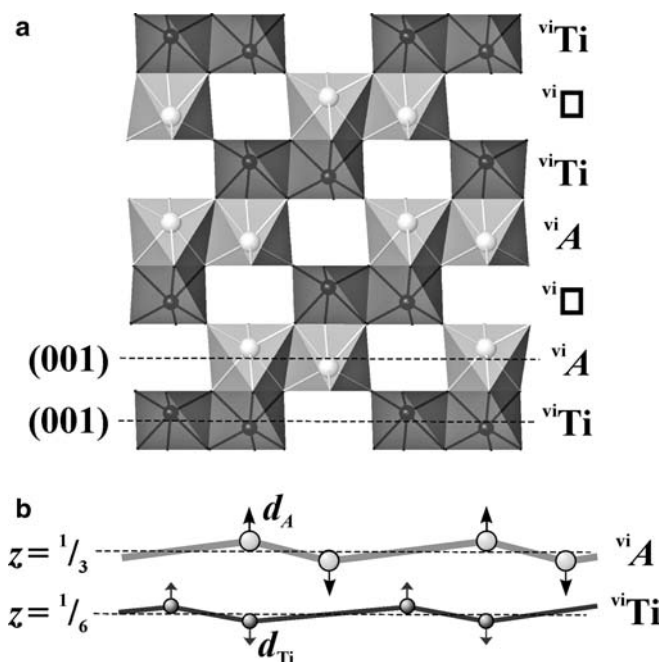 a
viTi
vi□
viTi
viA
vi□
(001) viA
(001) viTi
b
dA
z = 1/3 viA
z = 1/6 viTi
dTi